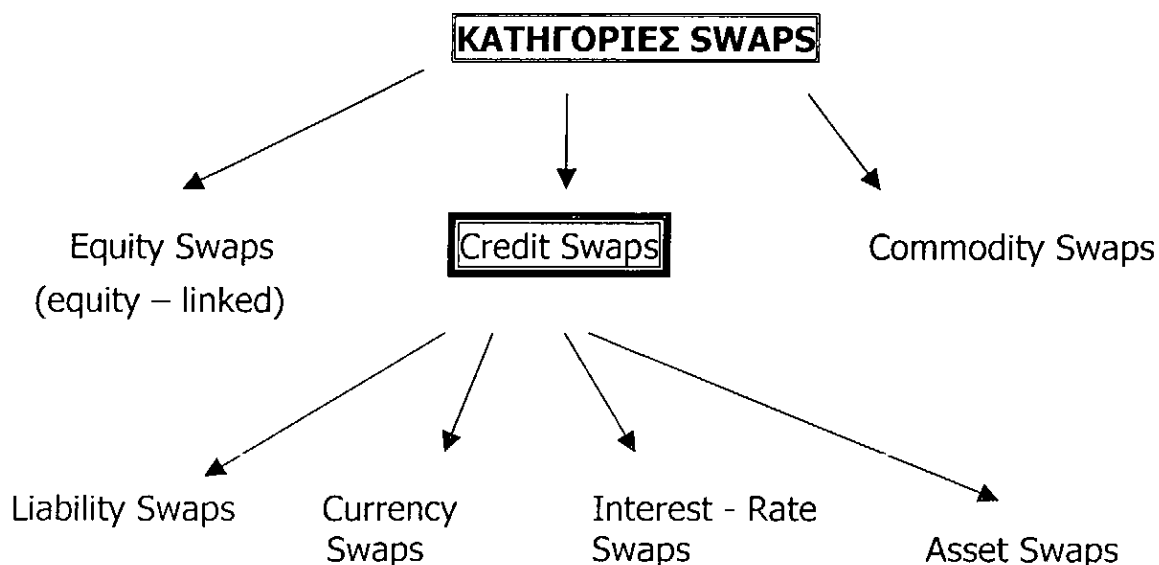 ΚΑΤΗΓΟΡΙΕΣ SWAPS
Equity Swaps
(equity – linked)
Credit Swaps
Commodity Swaps
Liability Swaps
Currency
Swaps
Interest - Rate
Swaps
Asset Swaps